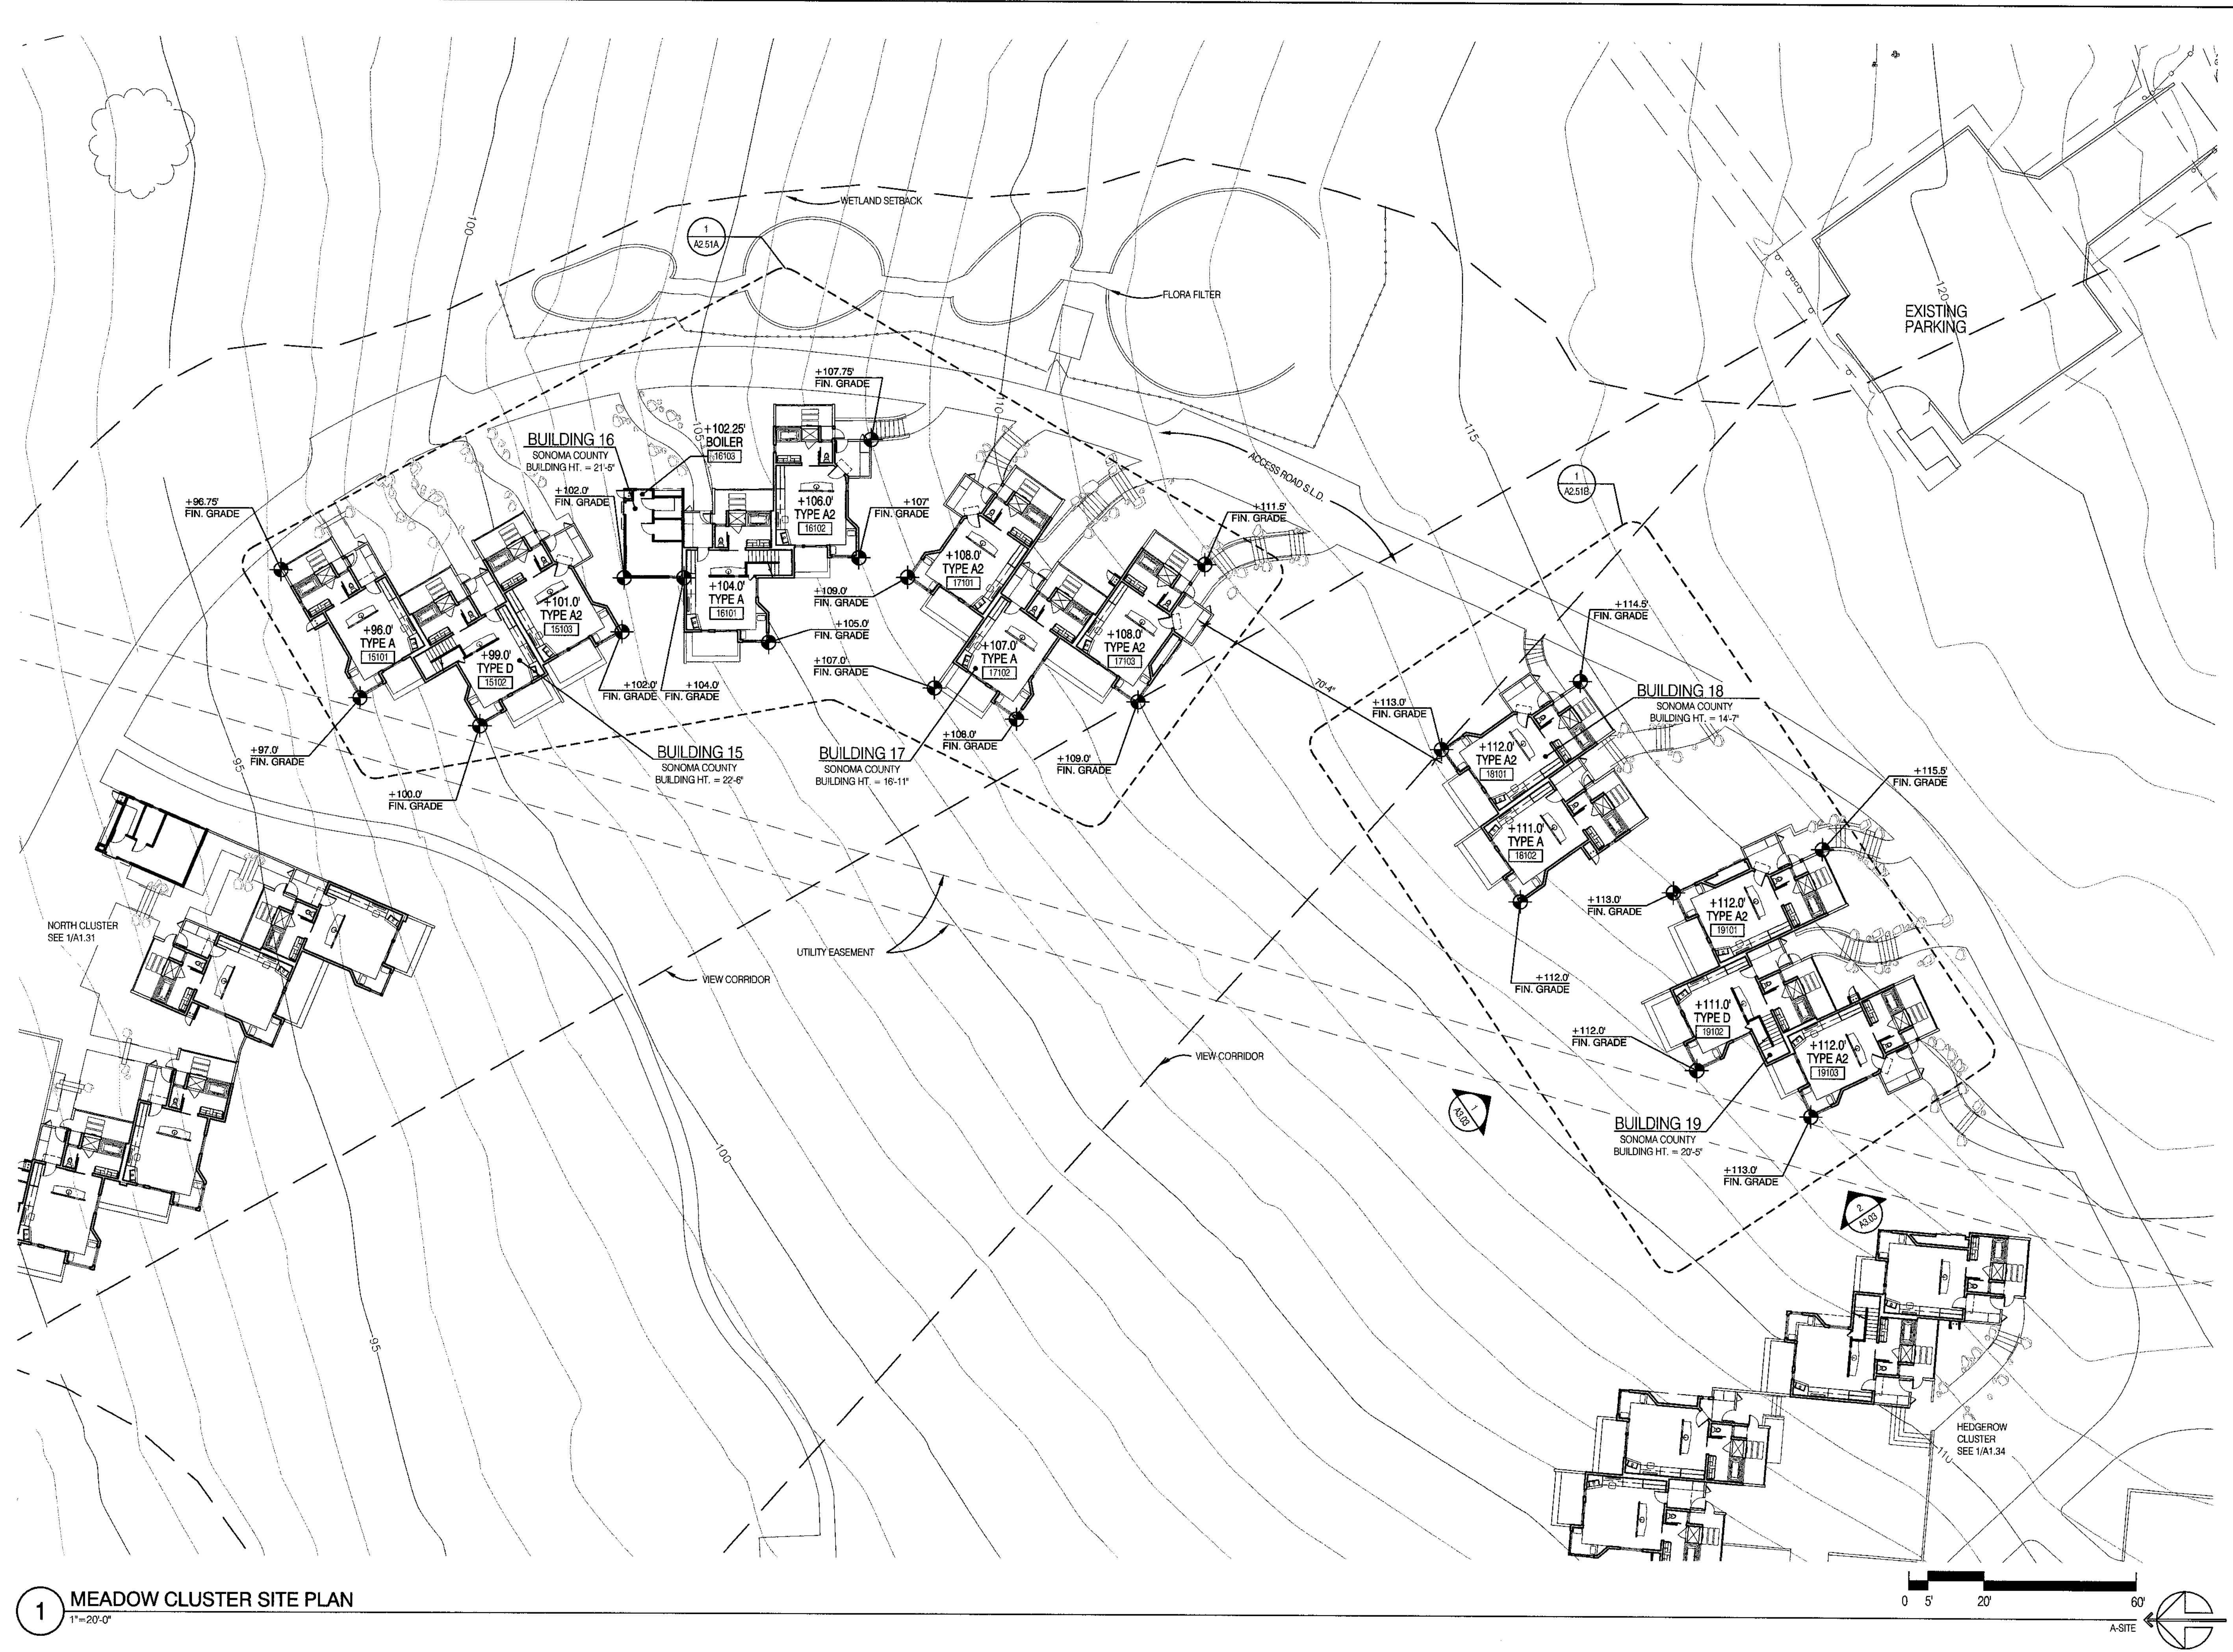 WETLAND SETBACK
1
A2.51A
100
FLORA FILTER
120
EXISTING
PARKING
+107.75'
FIN. GRADE
110
115
105
+102.25'
BOILER
16103
BUILDING 16
SONOMA COUNTY
BUILDING HT. = 21'-5"
ACCESS ROAD S.L.D.
1
A2.51B
+96.75'
FIN. GRADE
+102.0'
FIN. GRADE
+106.0'
TYPE A2
16102
+107'
FIN. GRADE
+111.5'
FIN. GRADE
+108.0'
TYPE A2
17101
+104.0'
TYPE A
16101
+109.0'
FIN. GRADE
+101.0'
TYPE A2
15103
+96.0'
TYPE A
15101
+105.0'
FIN. GRADE
+114.5'
FIN. GRADE
+99.0'
TYPE D
15102
+107.0'
FIN. GRADE
+107.0'
TYPE A
17102
+108.0'
TYPE A2
17103
+102.0'
FIN. GRADE
+104.0'
FIN. GRADE
70'-4"
+113.0'
FIN. GRADE
BUILDING 18
SONOMA COUNTY
BUILDING HT. = 14'-7"
+97.0'
FIN. GRADE
95
BUILDING 15
SONOMA COUNTY
BUILDING HT. = 22'-6"
BUILDING 17
SONOMA COUNTY
BUILDING HT. = 16'-11"
+108.0'
FIN. GRADE
+109.0'
FIN. GRADE
+112.0'
TYPE A2
18101
+115.5'
FIN. GRADE
+100.0'
FIN. GRADE
+111.0'
TYPE A
18102
+113.0'
FIN. GRADE
+112.0'
TYPE A2
19101
NORTH CLUSTER
SEE 1/A1.31
UTILITY EASEMENT
VIEW CORRIDOR
+112.0'
FIN. GRADE
+111.0'
TYPE D
19102
+112.0'
FIN. GRADE
+112.0'
TYPE A2
19103
VIEW CORRIDOR
1
A3.03
BUILDING 19
SONOMA COUNTY
BUILDING HT. = 20'-5"
100
+113.0'
FIN. GRADE
2
A3.03
95
HEDGEROW
CLUSTER
SEE 1/A1.34
110
1
MEADOW CLUSTER SITE PLAN
1"=20'-0"
0 5' 20' 60'
A-SITE